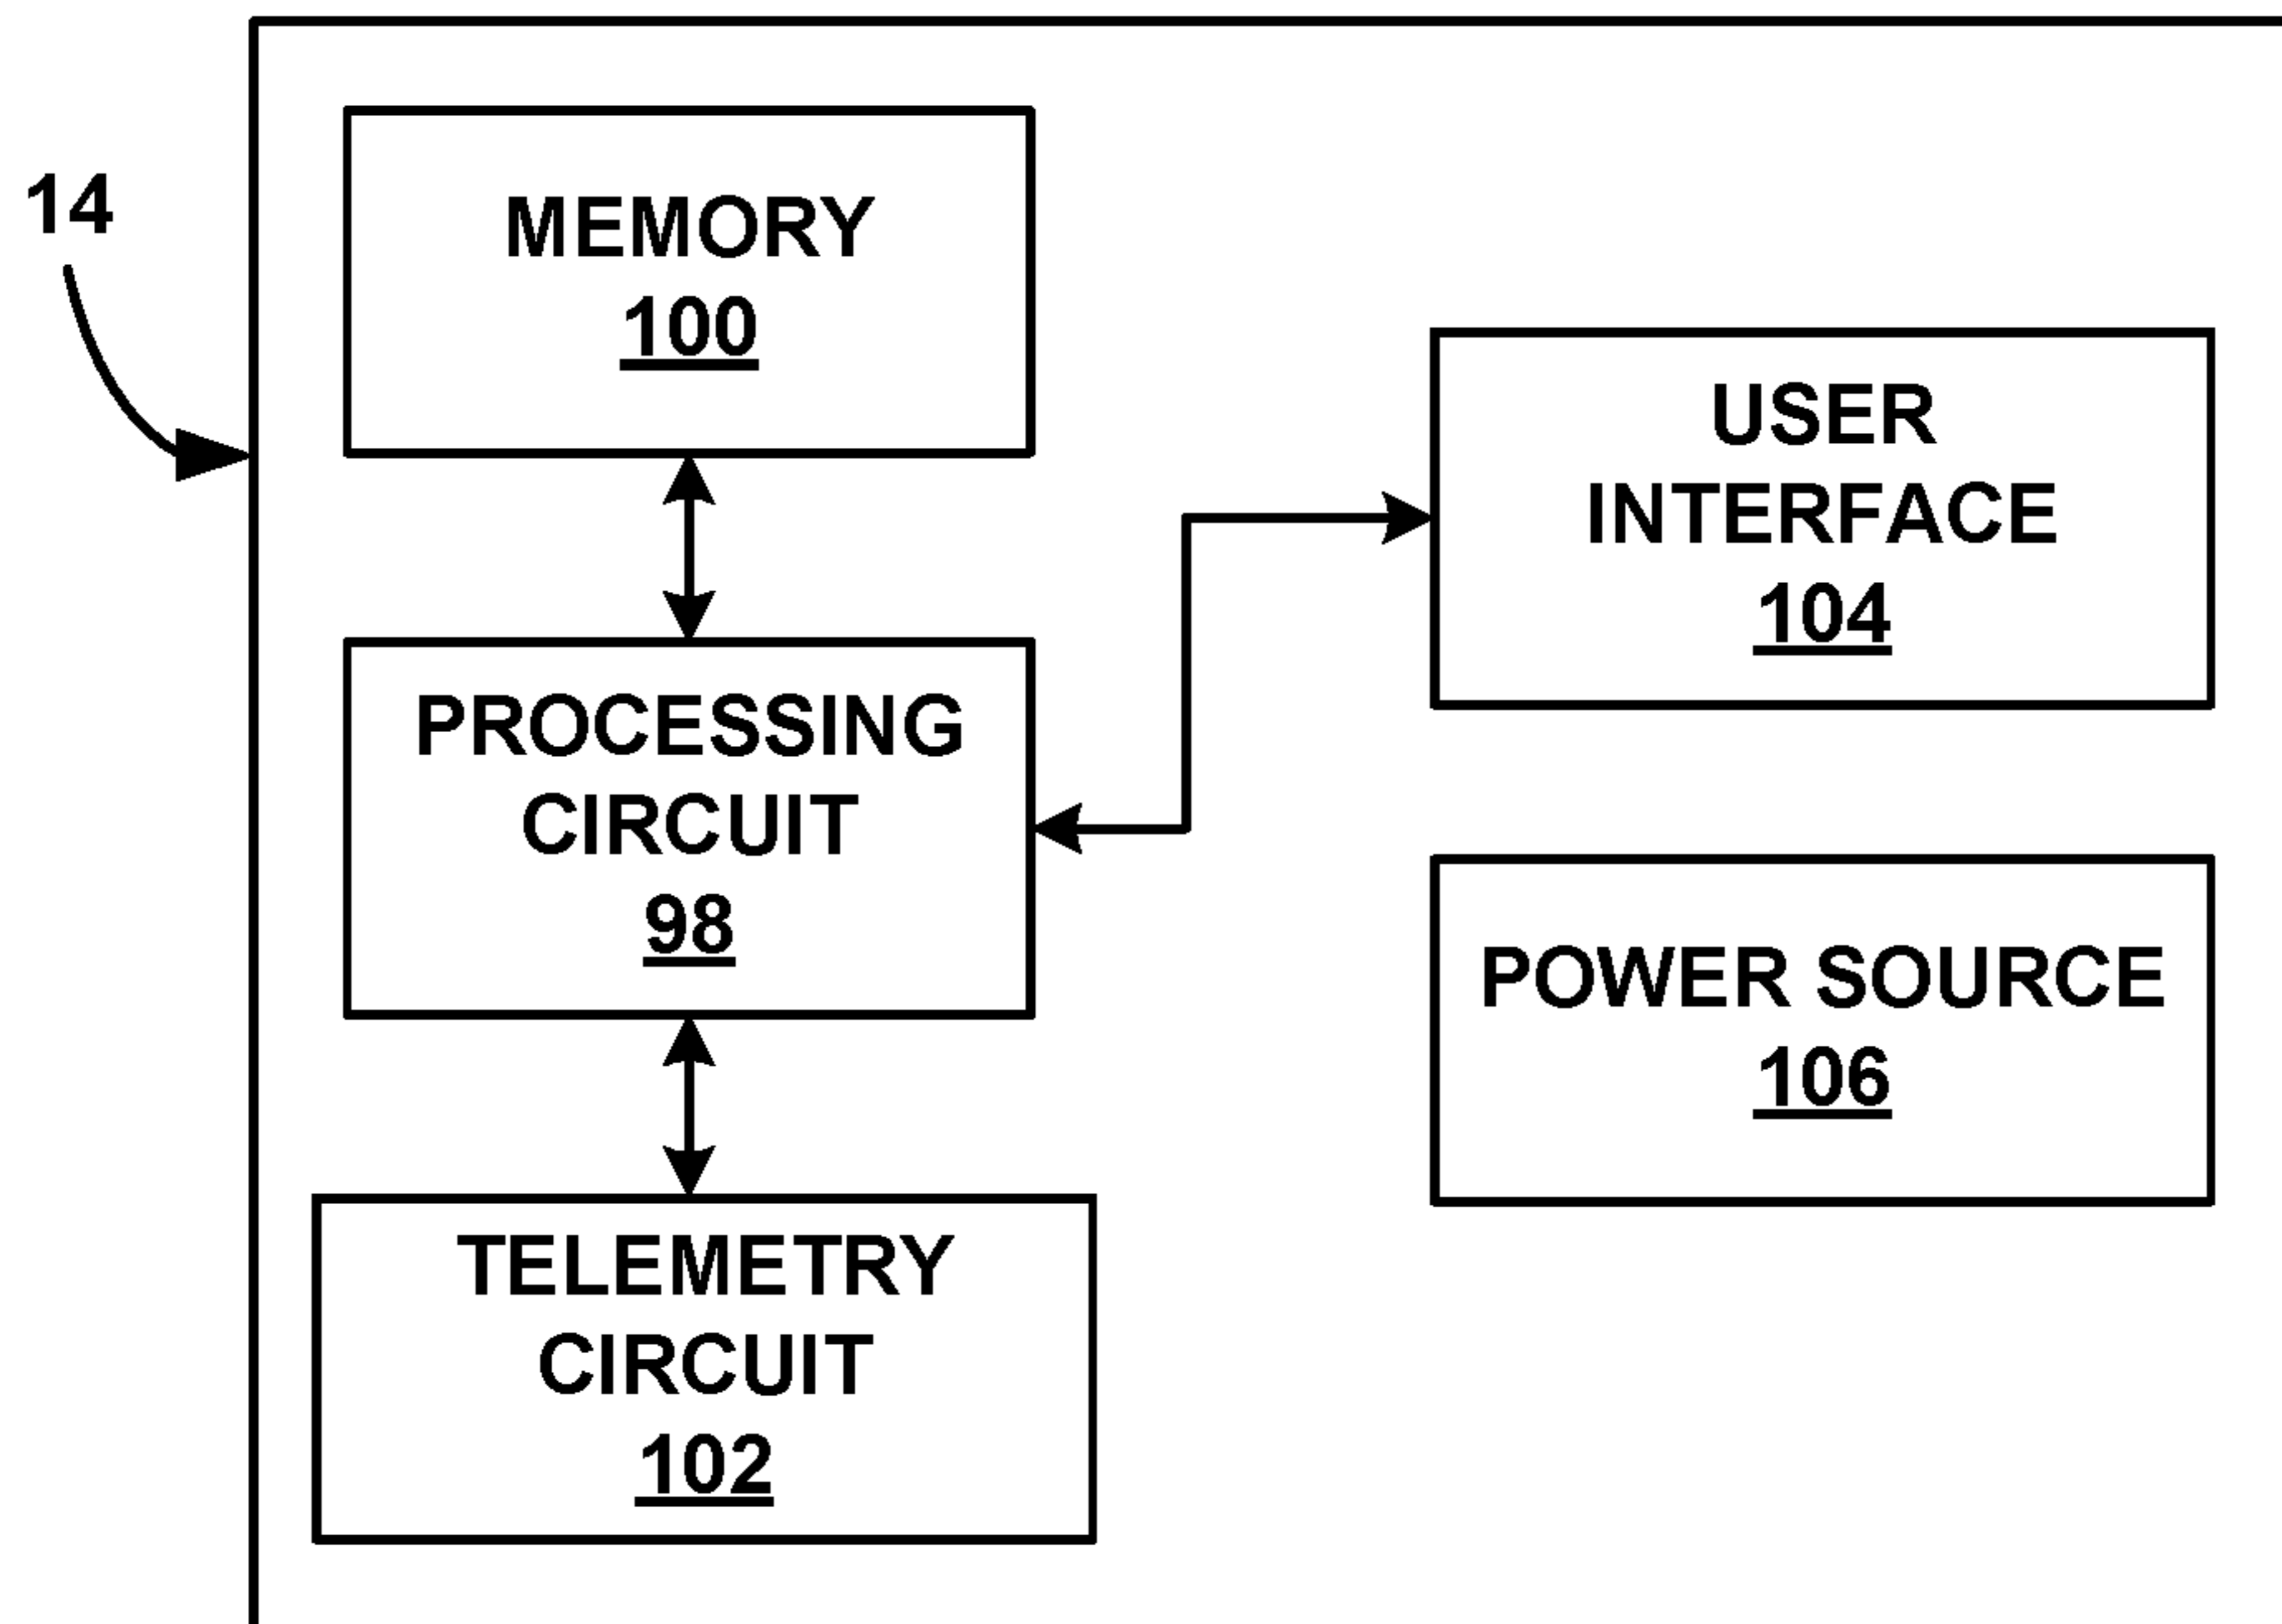 14
MEMORY
100
USER
INTERFACE
104
PROCESSING
CIRCUIT
98
POWER SOURCE
106
TELEMETRY
CIRCUIT
102